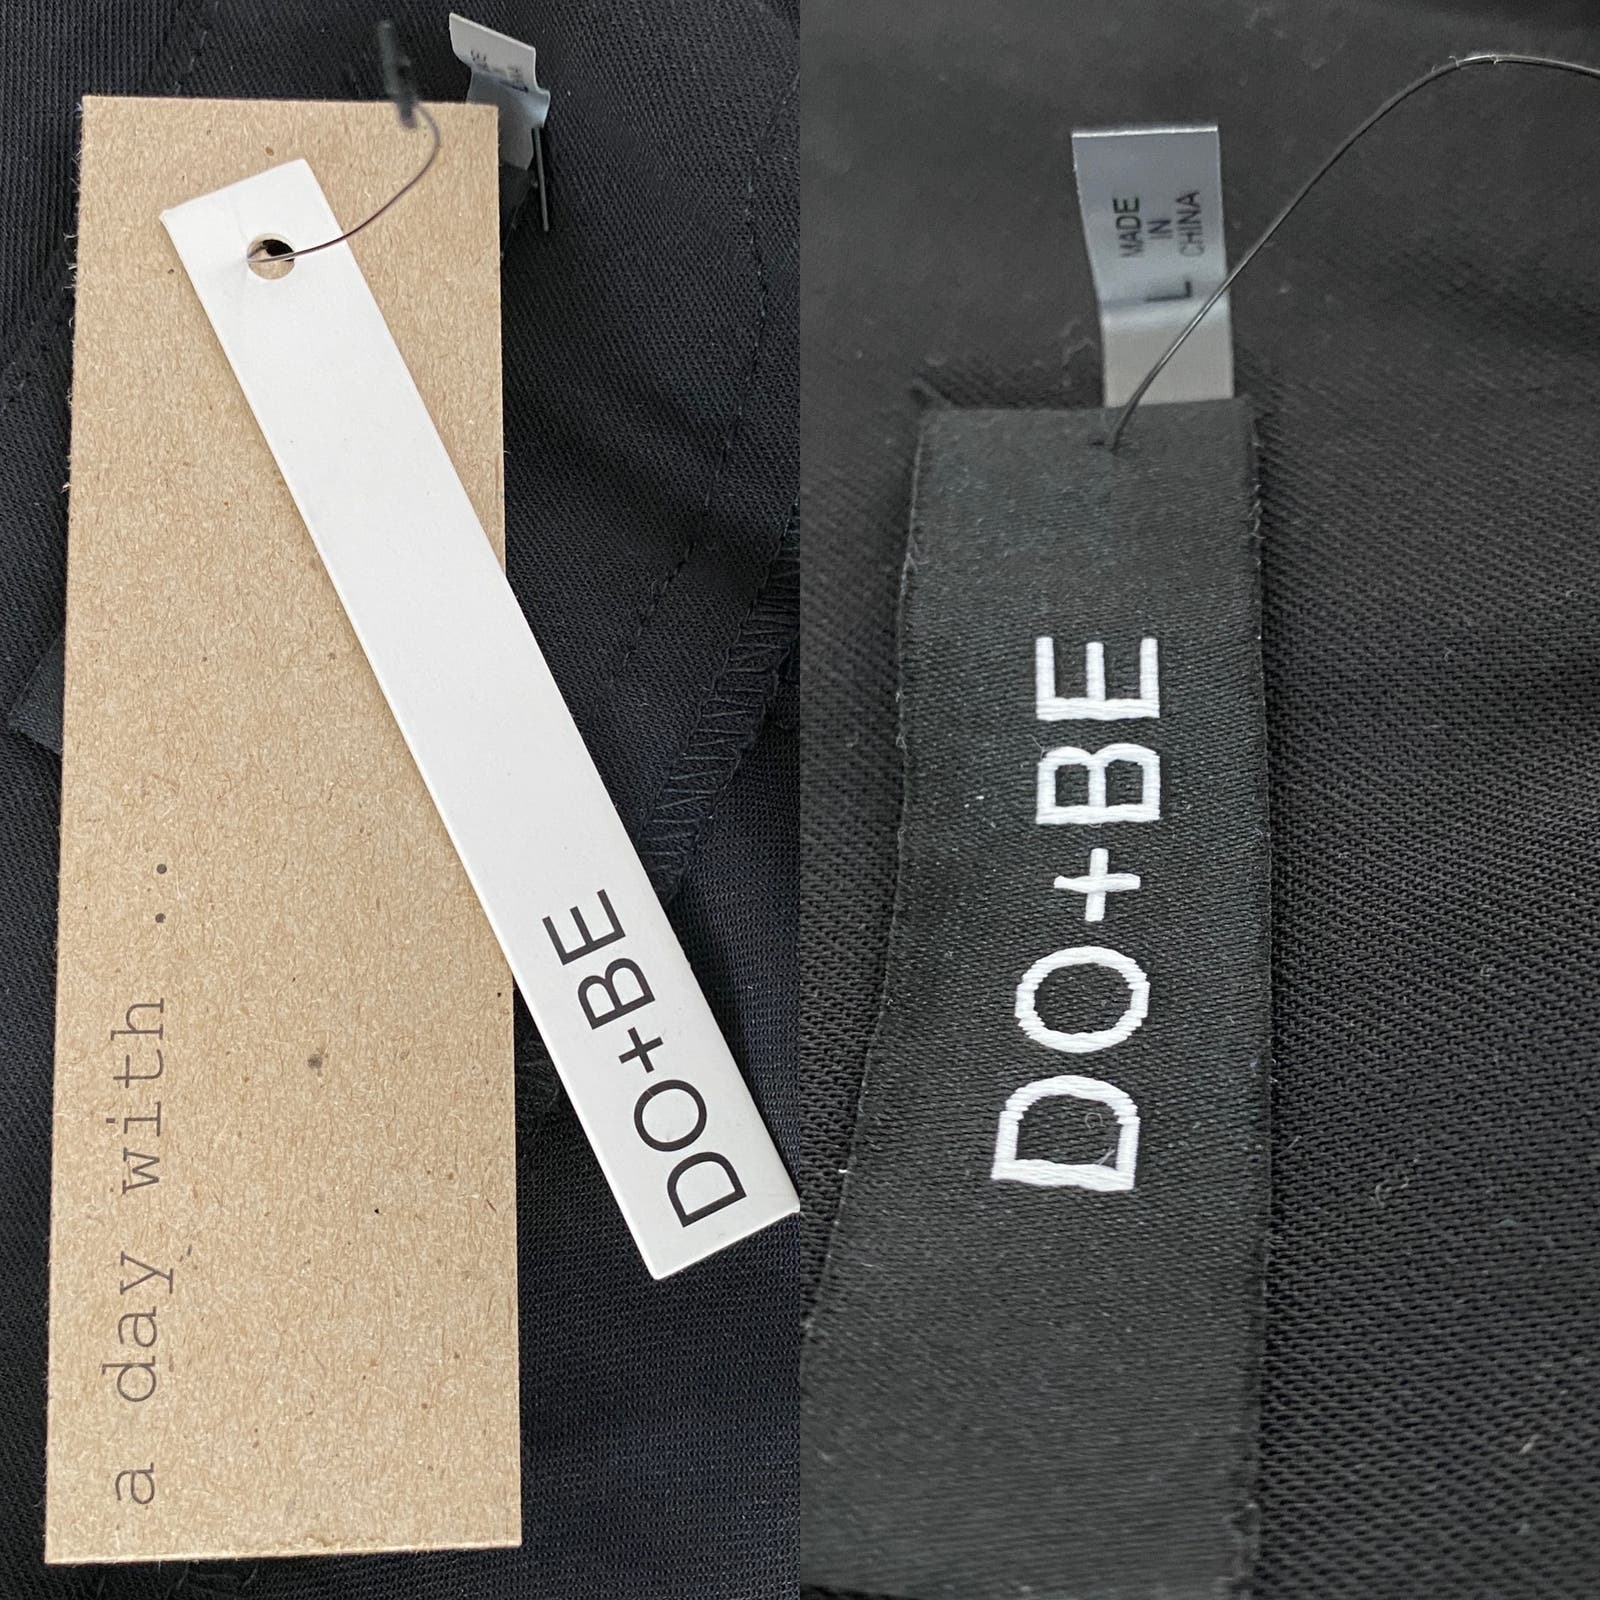 a day with ..
DO+BE
MADE
IN
CHINA
L
DO+BE